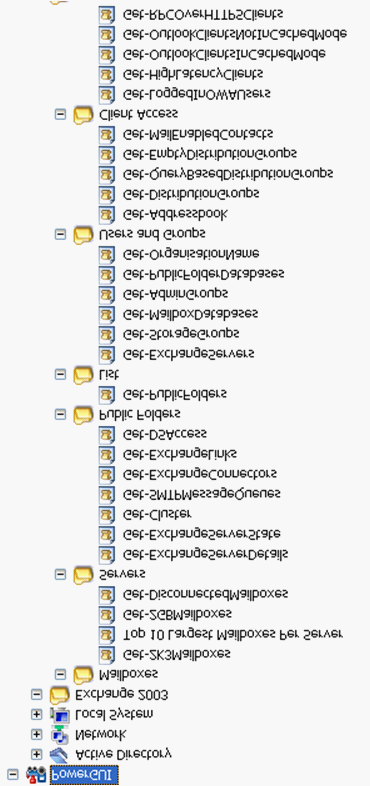 PowerGUI
Active Directory
Network
Local System
Exchange 2003
Mailboxes
Get-2K3Mailboxes
Top 10 Largest Mailboxes Per Server
Get-2GBMailboxes
Get-DisconnectedMailboxes
Servers
Get-ExchangeServerDetails
Get-ExchangeServerState
Get-Cluster
Get-SMTPMessageQueues
Get-ExchangeConnectors
Get-ExchangeLinks
Get-DSAccess
Public Folders
Get-PublicFolders
List
Get-ExchangeServers
Get-StorageGroups
Get-MailboxDatabases
Get-AdminGroups
Get-PublicFolderDatabases
Get-OrganisationName
Users and Groups
Get-Addressbook
Get-DistributionGroups
Get-QueryBasedDistributionGroups
Get-EmptyDistributionGroups
Get-MailEnabledContacts
Client Access
Get-LoggedInOWAUsers
Get-HighLatencyClients
Get-OutlookClientsInCachedMode
Get-OutlookClientsNotInCachedMode
Get-RPCOverHTTPSClients